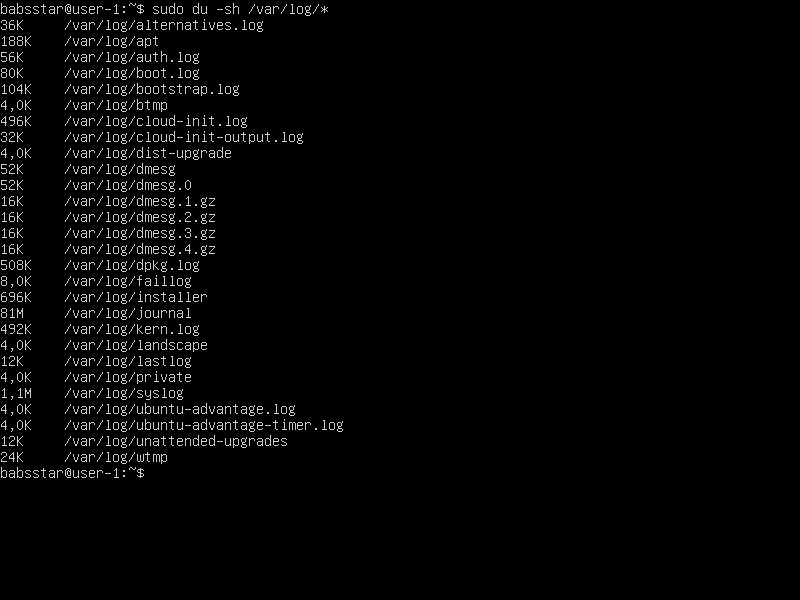 babsstar@user-1:~$ sudo du -sh /var/log/*
36K /var/log/alternatives.log
188K /var/log/apt
56K /var/log/auth.log
80K /var/log/boot.log
104K /var/log/bootstrap.log
4,0K /var/log/btmp
496K /var/log/cloud-init.log
32K /var/log/cloud-init-output.log
4,0K /var/log/dist-upgrade
52K /var/log/dmesg
52K /var/log/dmesg.0
16K /var/log/dmesg.1.gz
16K /var/log/dmesg.2.gz
16K /var/log/dmesg.3.gz
16K /var/log/dmesg.4.gz
508K /var/log/dpkg.log
8,0K /var/log/faillog
696K /var/log/installer
81M /var/log/journal
492K /var/log/kern.log
4,0K /var/log/landscape
12K /var/log/lastlog
4,0K /var/log/private
1,1M /var/log/syslog
4,0K /var/log/ubuntu-advantage.log
4,0K /var/log/ubuntu-advantage-timer.log
12K /var/log/unattended-upgrades
24K /var/log/wtmp
babsstar@user-1:~$